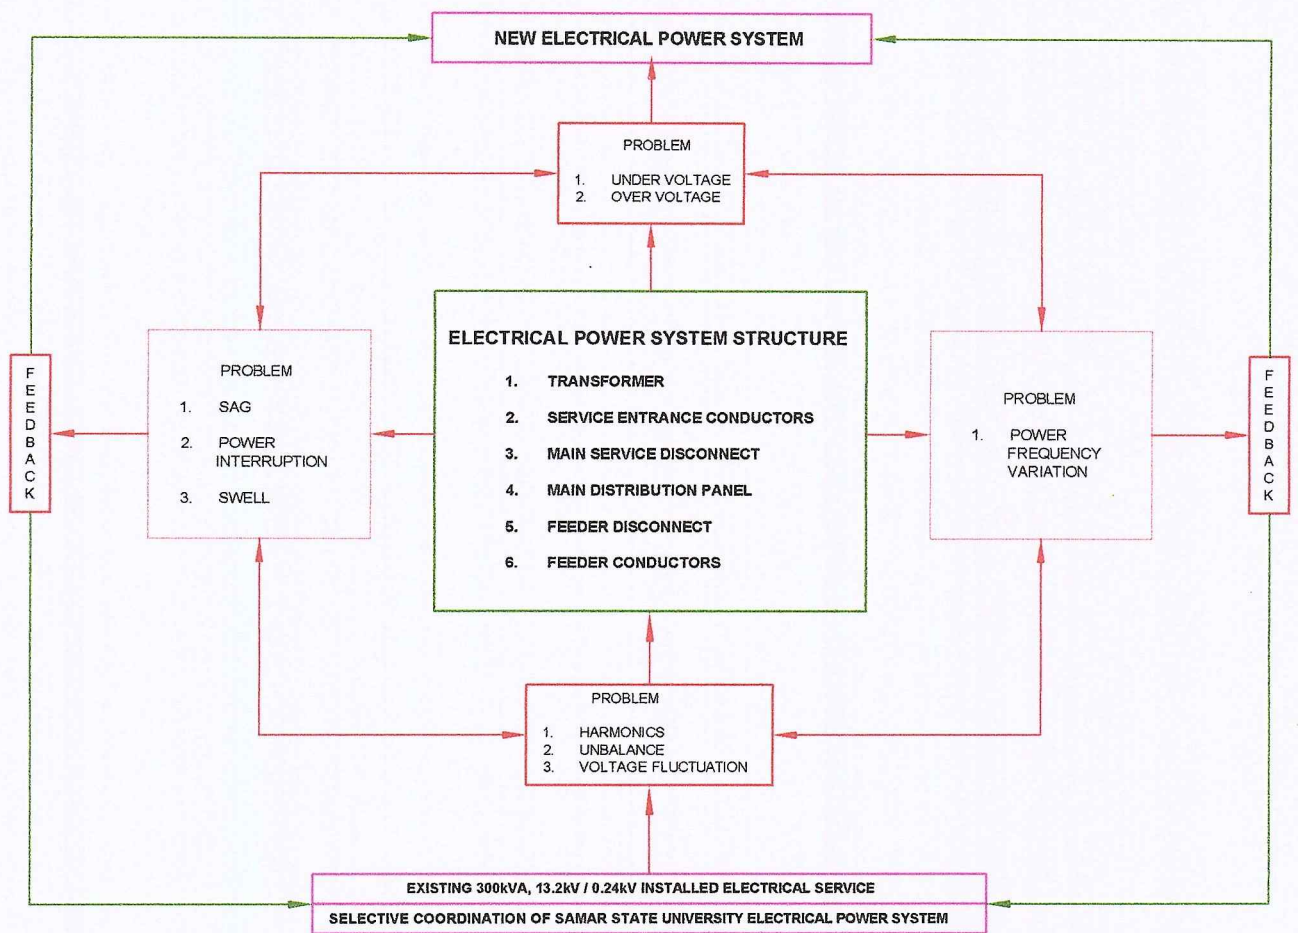 NEW ELECTRICAL POWER SYSTEM
PROBLEM
1. UNDER VOLTAGE
2. OVER VOLTAGE
FEEDBACK
PROBLEM
1. SAG
2. POWER
INTERRUPTION
3. SWELL
ELECTRICAL POWER SYSTEM STRUCTURE
1. TRANSFORMER
2. SERVICE ENTRANCE CONDUCTORS
3. MAIN SERVICE DISCONNECT
4. MAIN DISTRIBUTION PANEL
5. FEEDER DISCONNECT
6. FEEDER CONDUCTORS
PROBLEM
1. POWER
FREQUENCY
VARIATION
FEEDBACK
PROBLEM
1. HARMONICS
2. UNBALANCE
3. VOLTAGE FLUCTUATION
EXISTING 300kVA, 13.2kV / 0.24kV INSTALLED ELECTRICAL SERVICE
SELECTIVE COORDINATION OF SAMAR STATE UNIVERSITY ELECTRICAL POWER SYSTEM